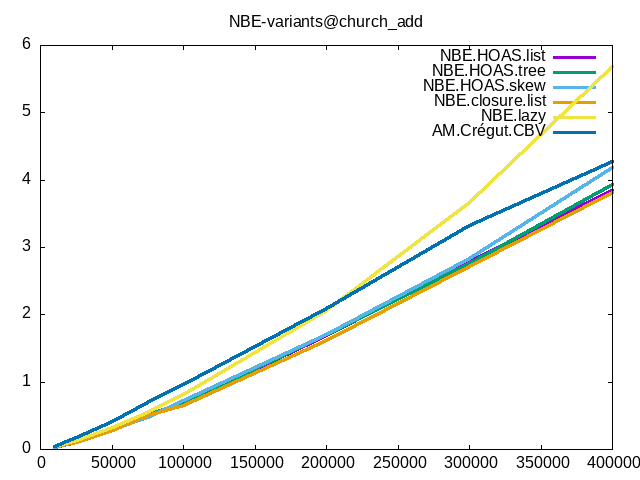 NBE-variants@church_add
6
NBE.HOAS.list
NBE.HOAS.tree
NBE.HOAS.skew
NBE.closure.list
NBE.lazy
AM.Crégut.CBV
5
4
3
2
1
0
0 50000 100000 150000 200000 250000 300000 350000 400000